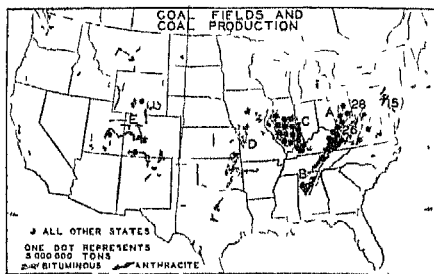 COAL FIELDS AND
COAL PRODUCTION
E
D
C
A
28
(5)
28
B
ALL OTHER STATES
ONE DOT REPRESENTS
5 000 000 TONS
BITUMINOUS ANTHRACITE